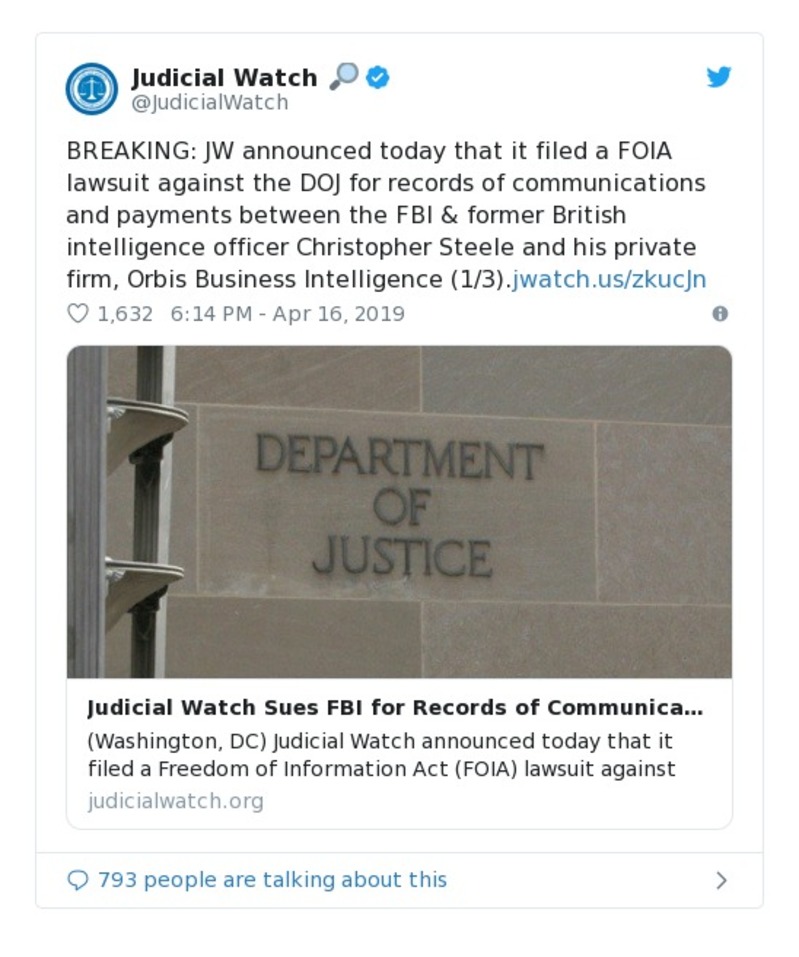 Judicial Watch
@JudicialWatch
BREAKING: JW announced today that it filed a FOIA
lawsuit against the DOJ for records of communications
and payments between the FBI & former British
intelligence officer Christopher Steele and his private
firm, Orbis Business Intelligence (1/3).jwatch.us/zkucJn
1,632 6:14 PM - Apr 16, 2019
DEPARTMENT
OF
JUSTICE
Judicial Watch Sues FBI for Records of Communica...
(Washington, DC) Judicial Watch announced today that it
filed a Freedom of Information Act (FOIA) lawsuit against
judicialwatch.org
793 people are talking about this